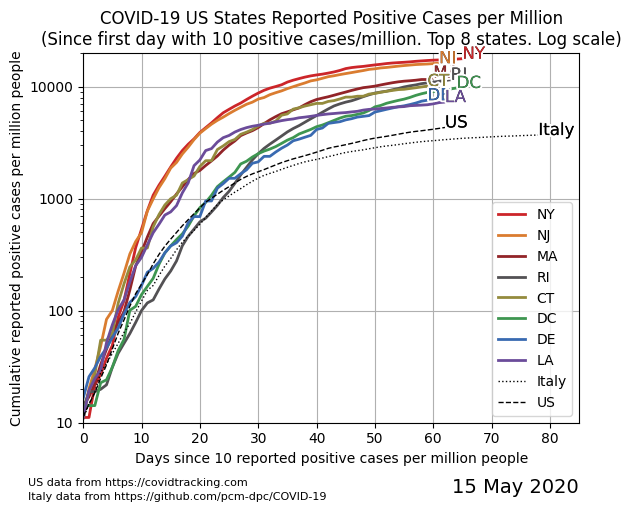 COVID-19 US States Reported Positive Cases per Million
(Since first day with 10 positive cases/million. Top 8 states. Log scale)
Cumulative reported positive cases per million people
10000
1000
100
10
NY
NJ
RI
CT
DC
DE
LA
US
Italy
NY
NJ
MA
RI
CT
DC
DE
LA
Italy
US
0 10 20 30 40 50 60 70 80
Days since 10 reported positive cases per million people
US data from https://covidtracking.com
Italy data from https://github.com/pcm-dpc/COVID-19
15 May 2020